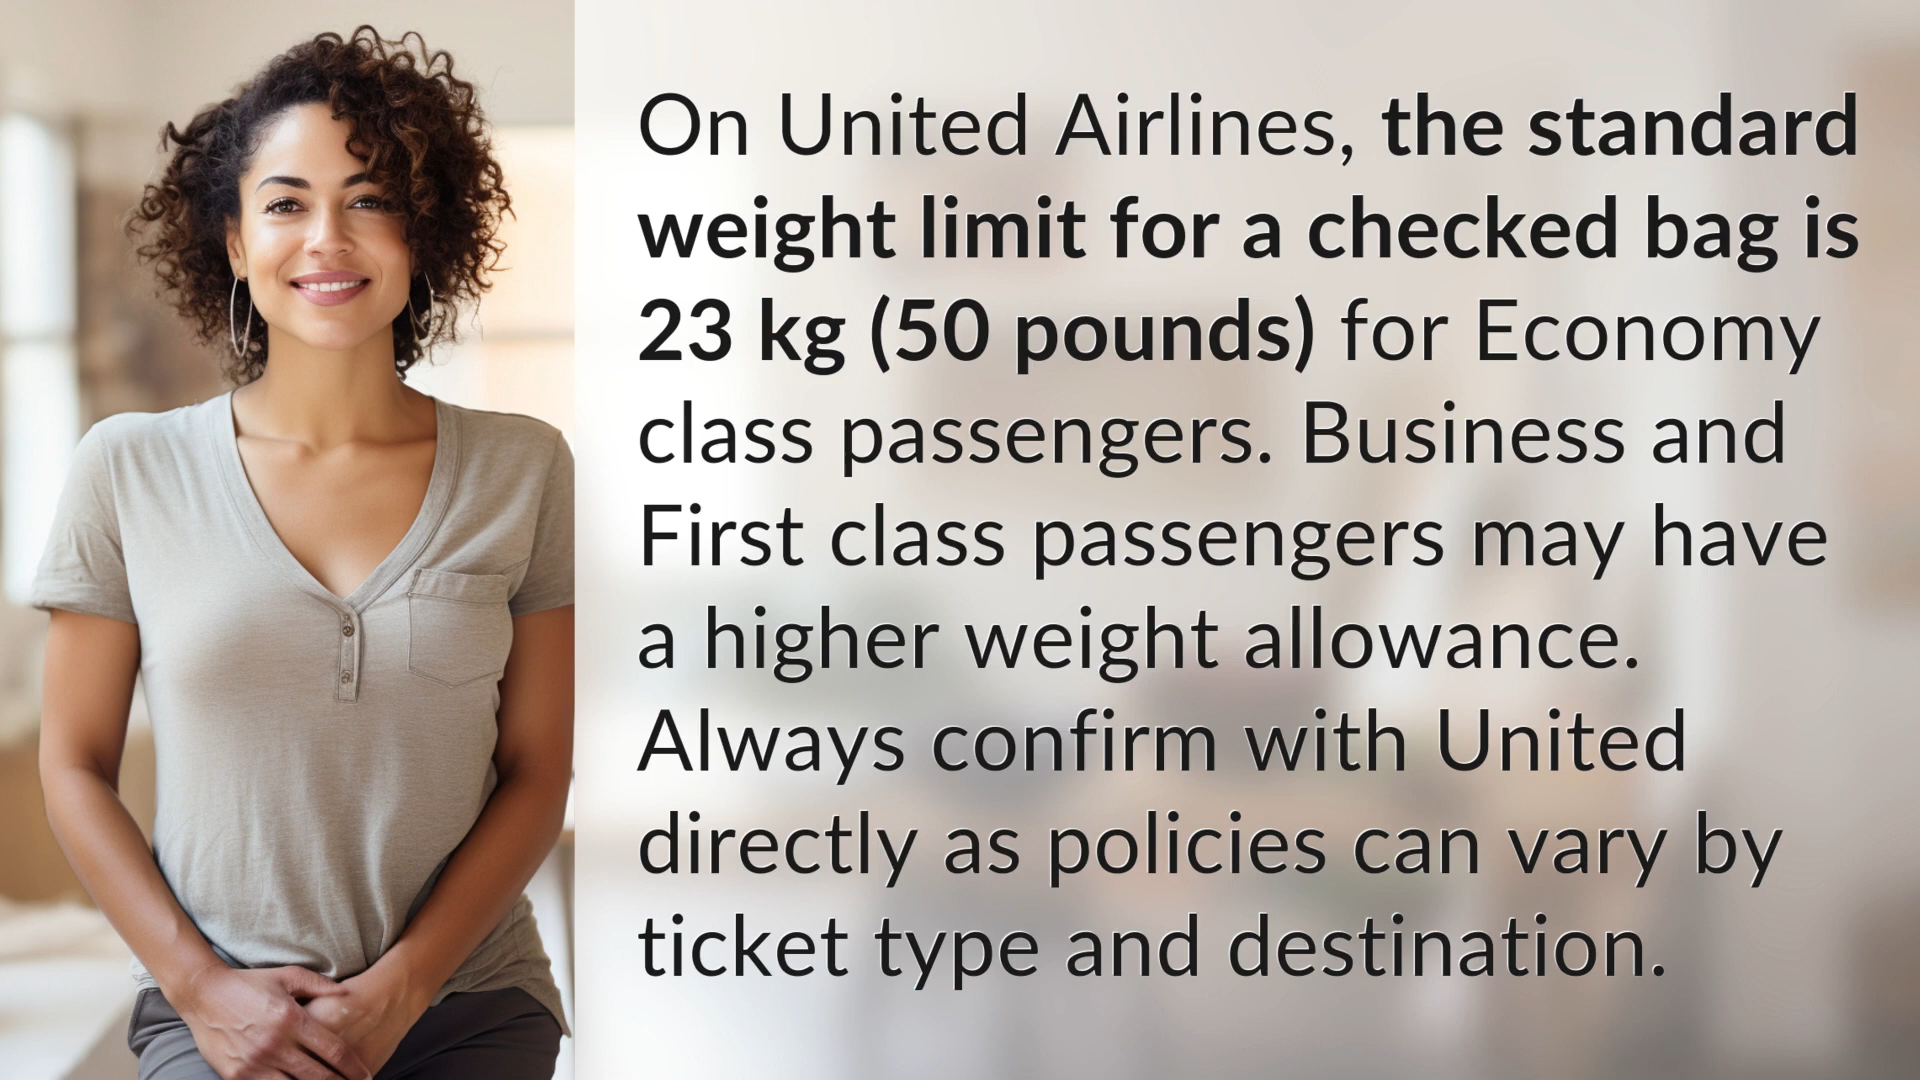 On United Airlines, the standard
weight limit for a checked bag is
23 kg (50 pounds) for Economy
class passengers. Business and
First class passengers may have
a higher weight allowance.
Always confirm with United
directly as policies can vary by
ticket type and destination.